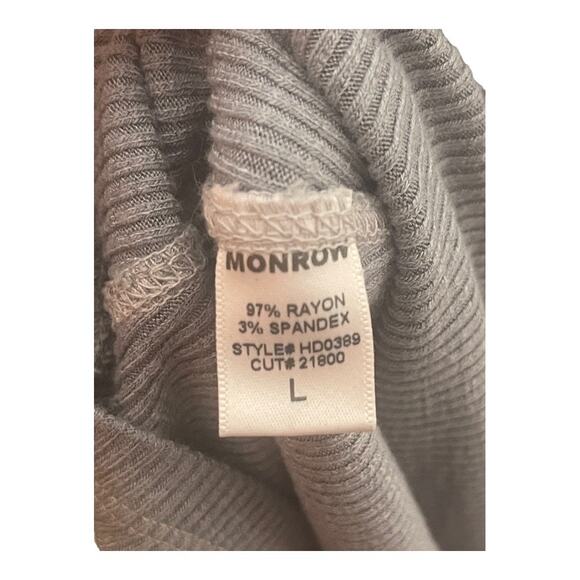 MONROW
97% RAYON
3% SPANDEX
STYLE# HD0389
CUT# 21800
L